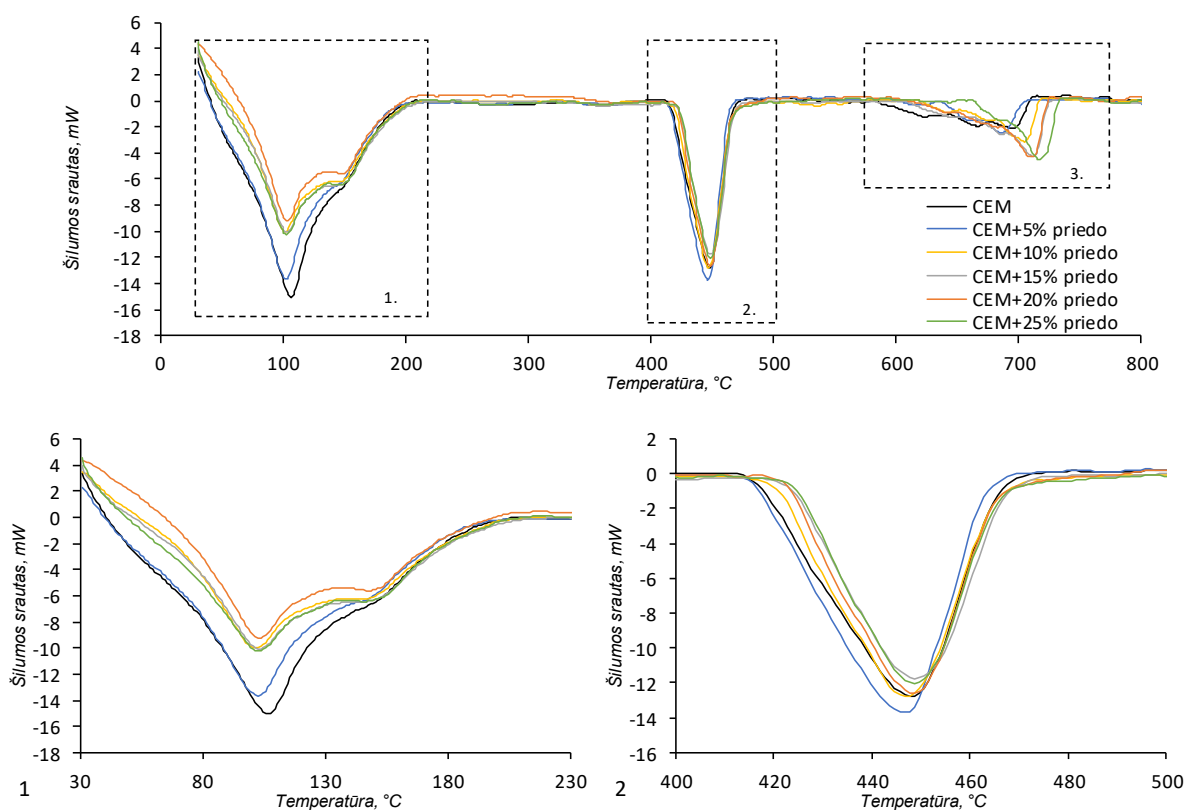 6
4
2
0
-2
-4
-6
-8
-10
-12
-14
-16
-18
Šilumos srautas, mW
0 100 200 300 400 500 600 700 800
Temperatūra, °C
1.
2.
3.
CEM
CEM+5% priedo
CEM+10% priedo
CEM+15% priedo
CEM+20% priedo
CEM+25% priedo
6
4
2
0
-2
-4
-6
-8
-10
-12
-14
-16
-18
Šilumos srautas, mW
30 80 130 180 230
Temperatūra, °C
1
2
0
-2
-4
-6
-8
-10
-12
-14
-16
Šilumos srautas, mW
400 420 440 460 480 500
Temperatūra, °C
2